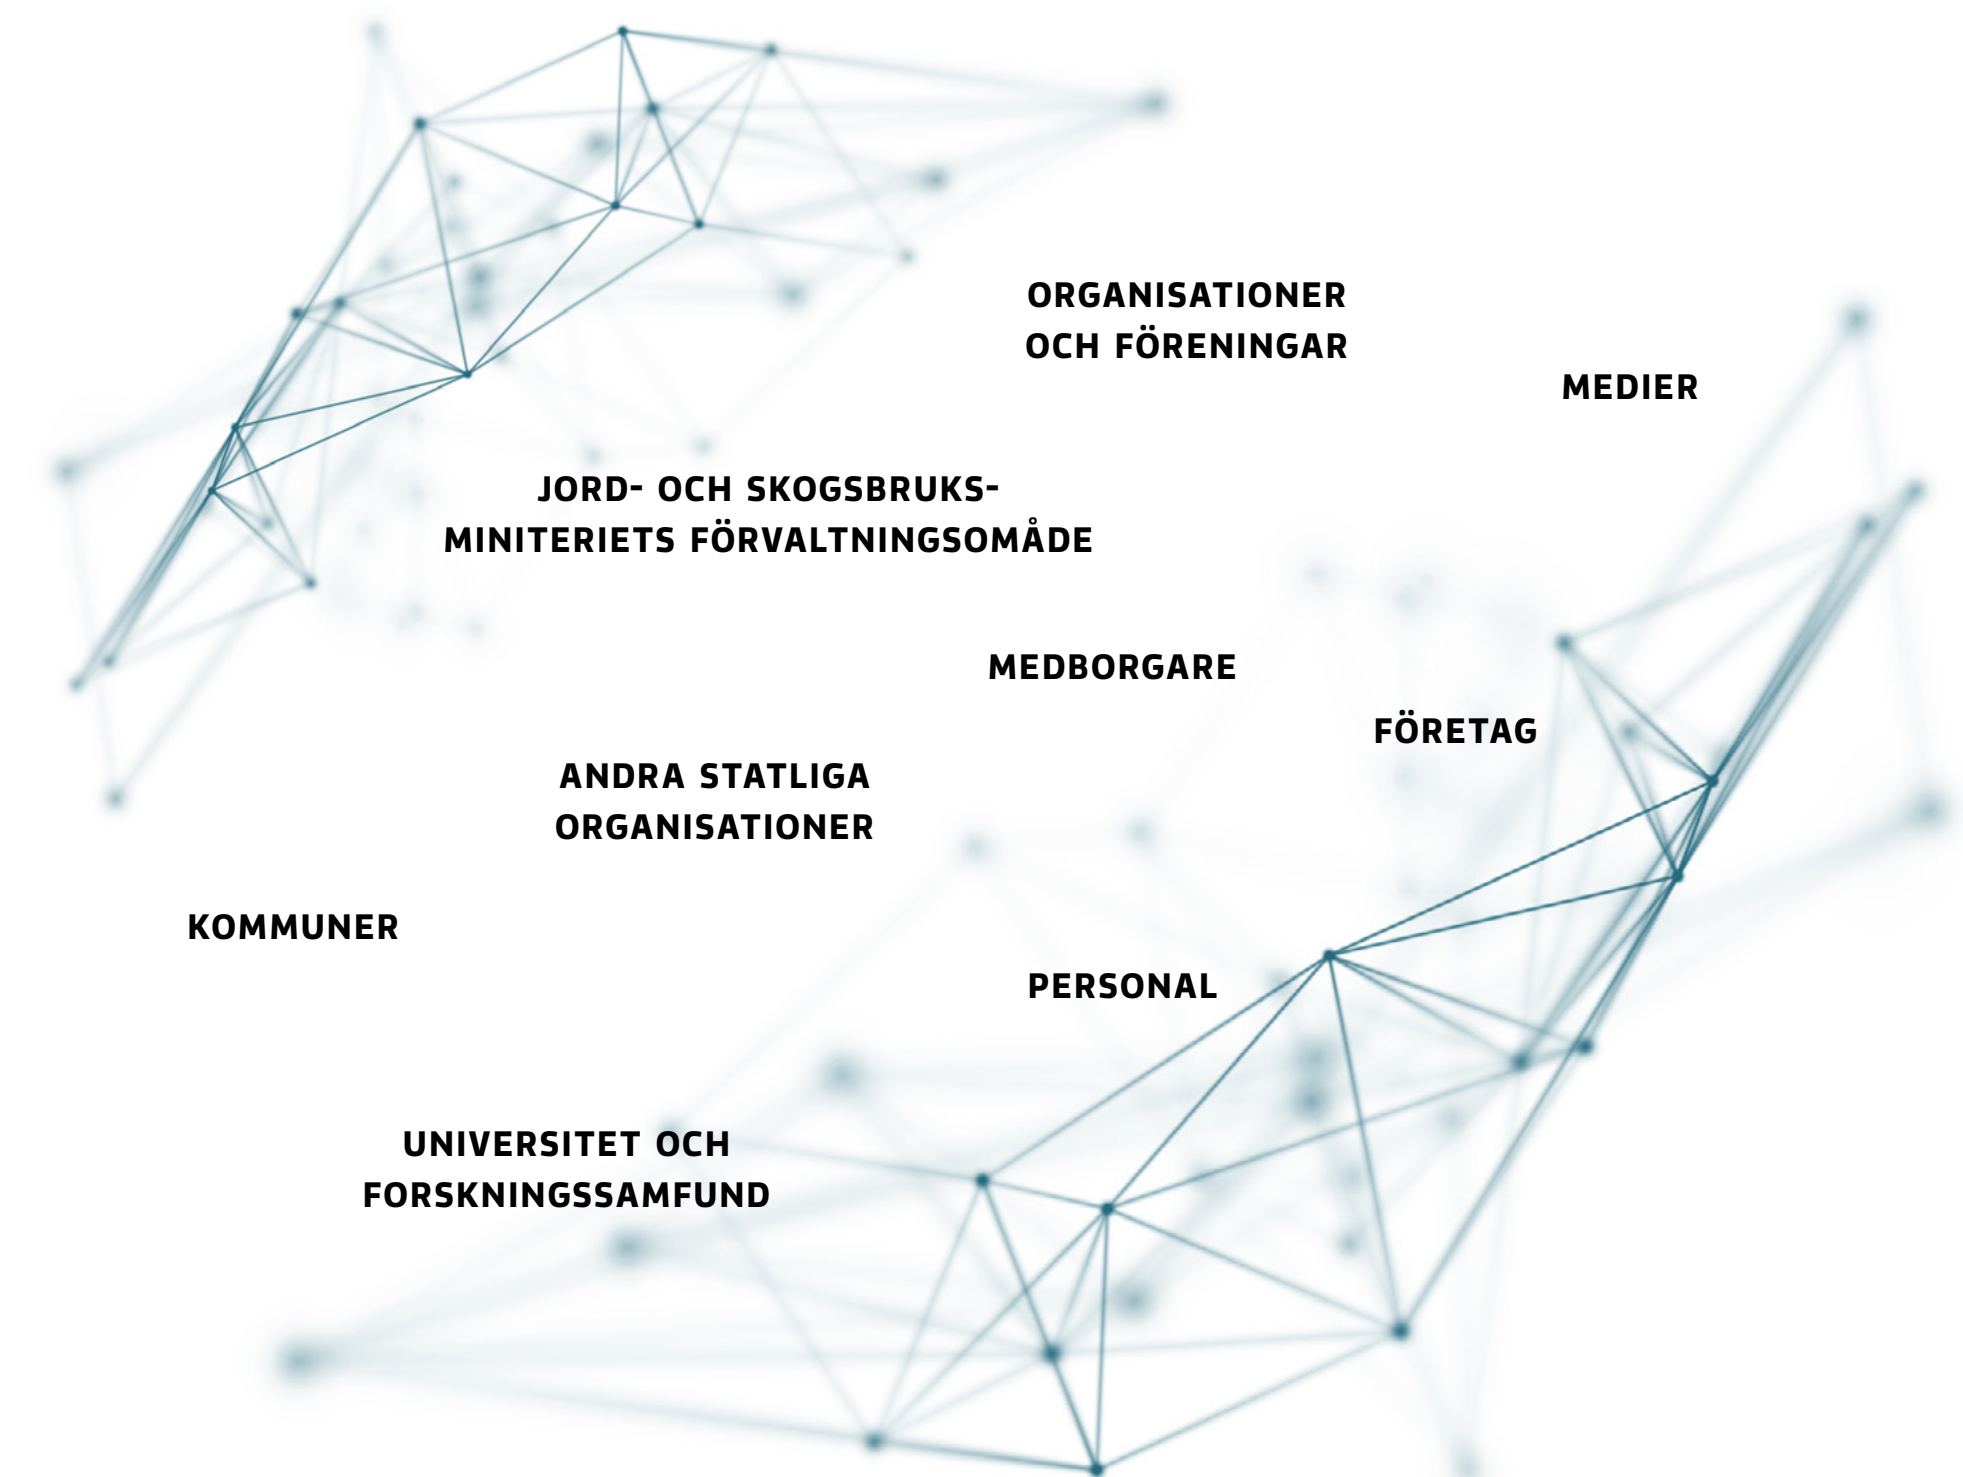 ORGANISATIONER
OCH FÖRENINGAR
MEDIER
JORD- OCH SKOGSBRUKS-
MINITERIETS FÖRVALTNINGSOMÅDE
MEDBORGARE
FÖRETAG
ANDRA STATLIGA
ORGANISATIONER
KOMMUNER
PERSONAL
UNIVERSITET OCH
FORSKNINGSSAMFUND